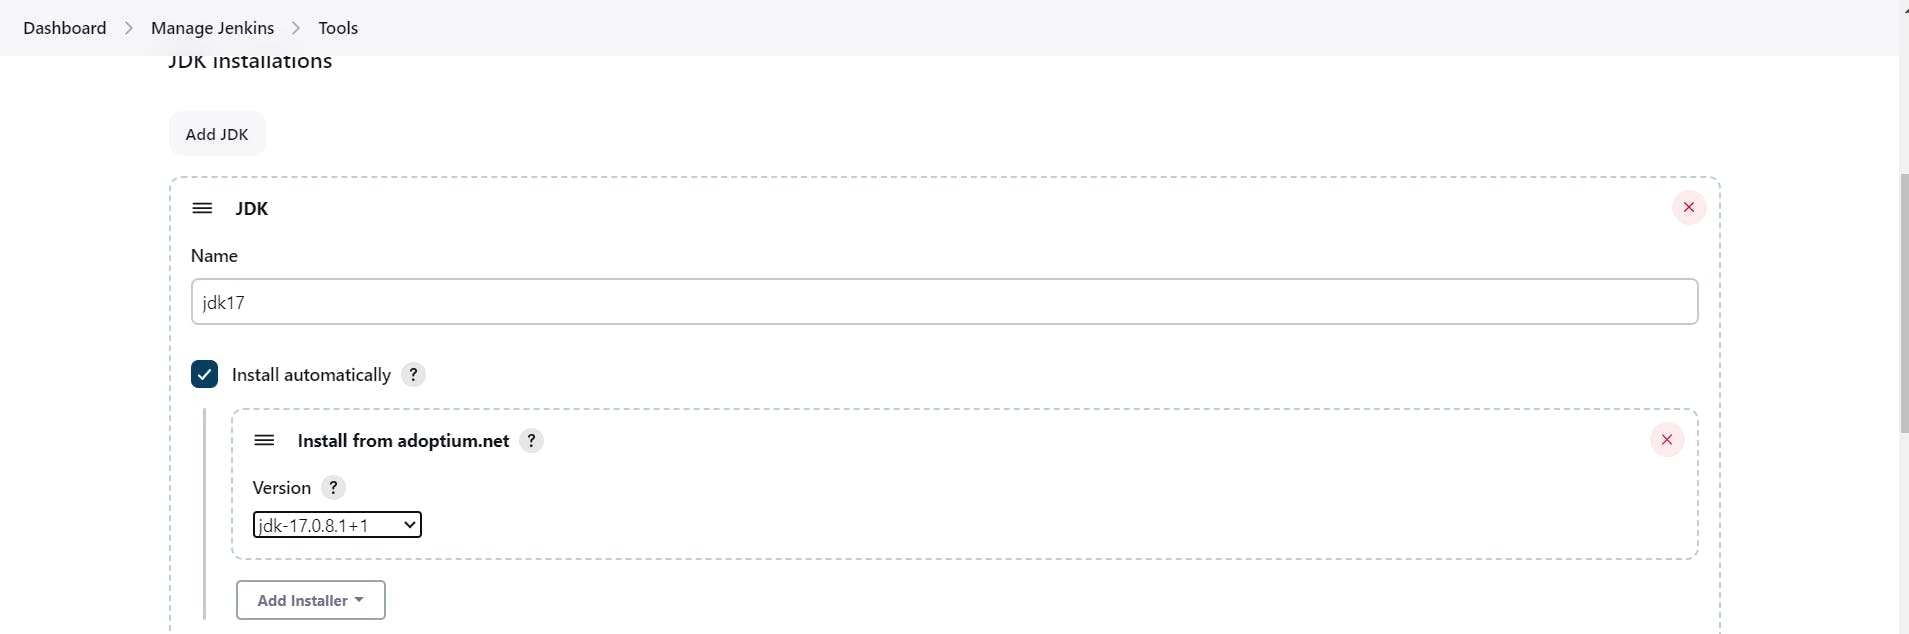 Dashboard > Manage Jenkins > Tools
JDK installations
Add JDK
JDK
Name
jdk17
Install automatically ?
Install from adoptium.net ?
Version ?
jdk-17.0.8.1+1
Add Installer